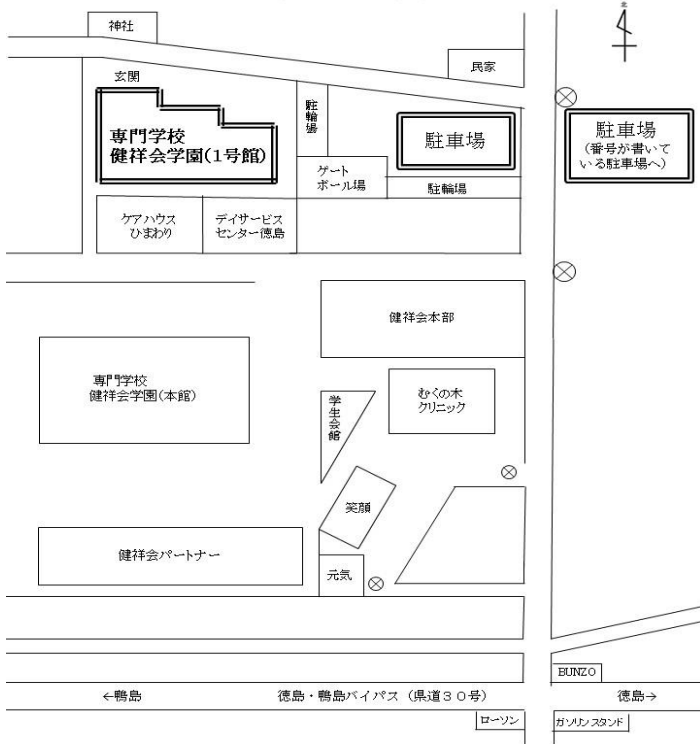 北
神社
民家
玄関
専門学校
健祥会学園(1号館)
駐輪場
駐車場
駐車場
(番号が書いて
いる駐車場へ)
ゲート
ボール場
駐輪場
ケアハウス
ひまわり
デイサービス
センター徳島
健祥会本部
専門学校
健祥会学園(本館)
学生会館
むくの木
クリニック
笑顔
健祥会パートナー
元気
BUNZO
←鴨島
徳島・鴨島バイパス (県道30号)
徳島→
ローソン
ガソリンスタンド